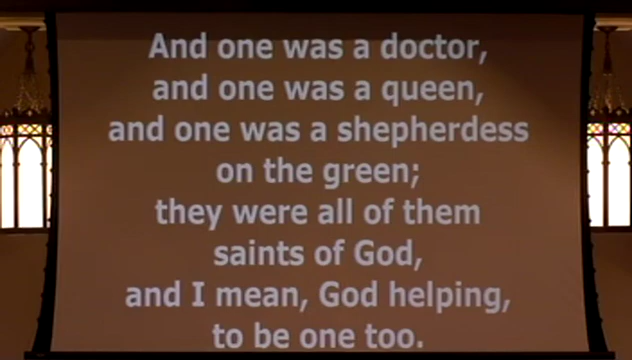 And one was a doctor,
and one was a queen,
and one was a shepherdess
on the green;
they were all of them
saints of God,
and I mean, God helping,
to be one too.